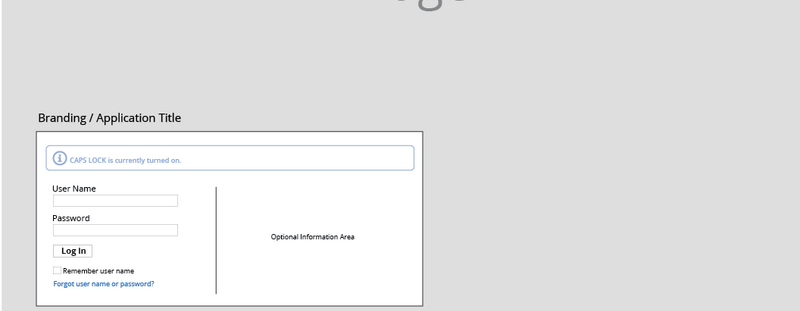 Branding / Application Title
CAPS LOCK is currently turned on.
User Name
Password
Optional Information Area
Log In
Remember user name
Forgot user name or password?